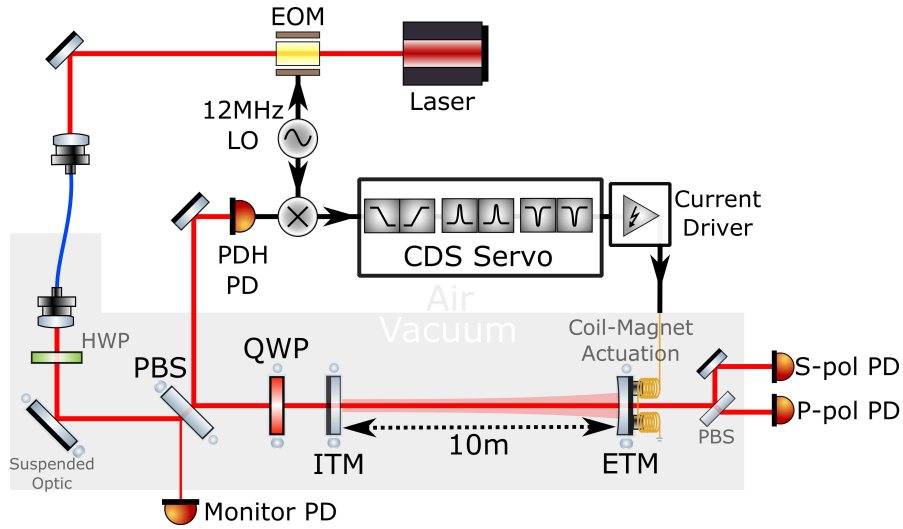 EOM
Laser
12MHz
LO
PDH
PD
CDS Servo
Current
Driver
Air
Vacuum
HWP
PBS
QWP
Coil-Magnet
Actuation
S-pol PD
P-pol PD
PBS
10m
ITM
ETM
Suspended
Optic
Monitor PD